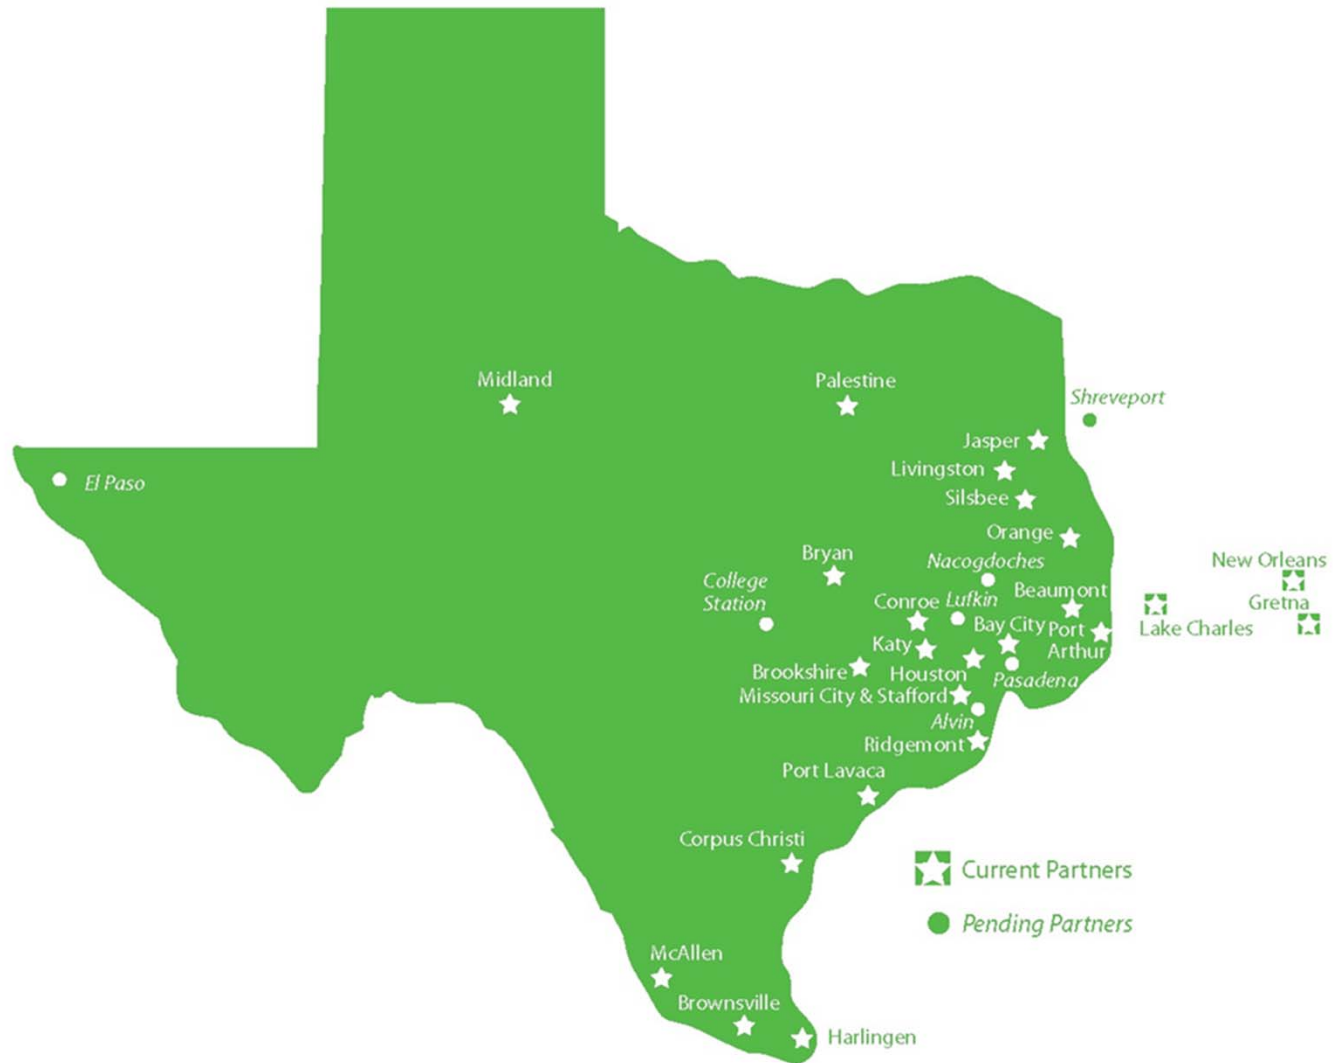 Midland
Palestine
Shreveport
Jasper
Livingston
El Paso
Silsbee
Orange
Bryan
Nacogdoches
New Orleans
College
Station
Beaumont
Conroe
Lufkin
Gretna
Bay City
Port
Arthur
Lake Charles
Katy
Brookshire
Houston
Pasadena
Missouri City & Stafford
Alvin
Ridgemont
Port Lavaca
Corpus Christi
Current Partners
Pending Partners
McAllen
Brownsville
Harlingen